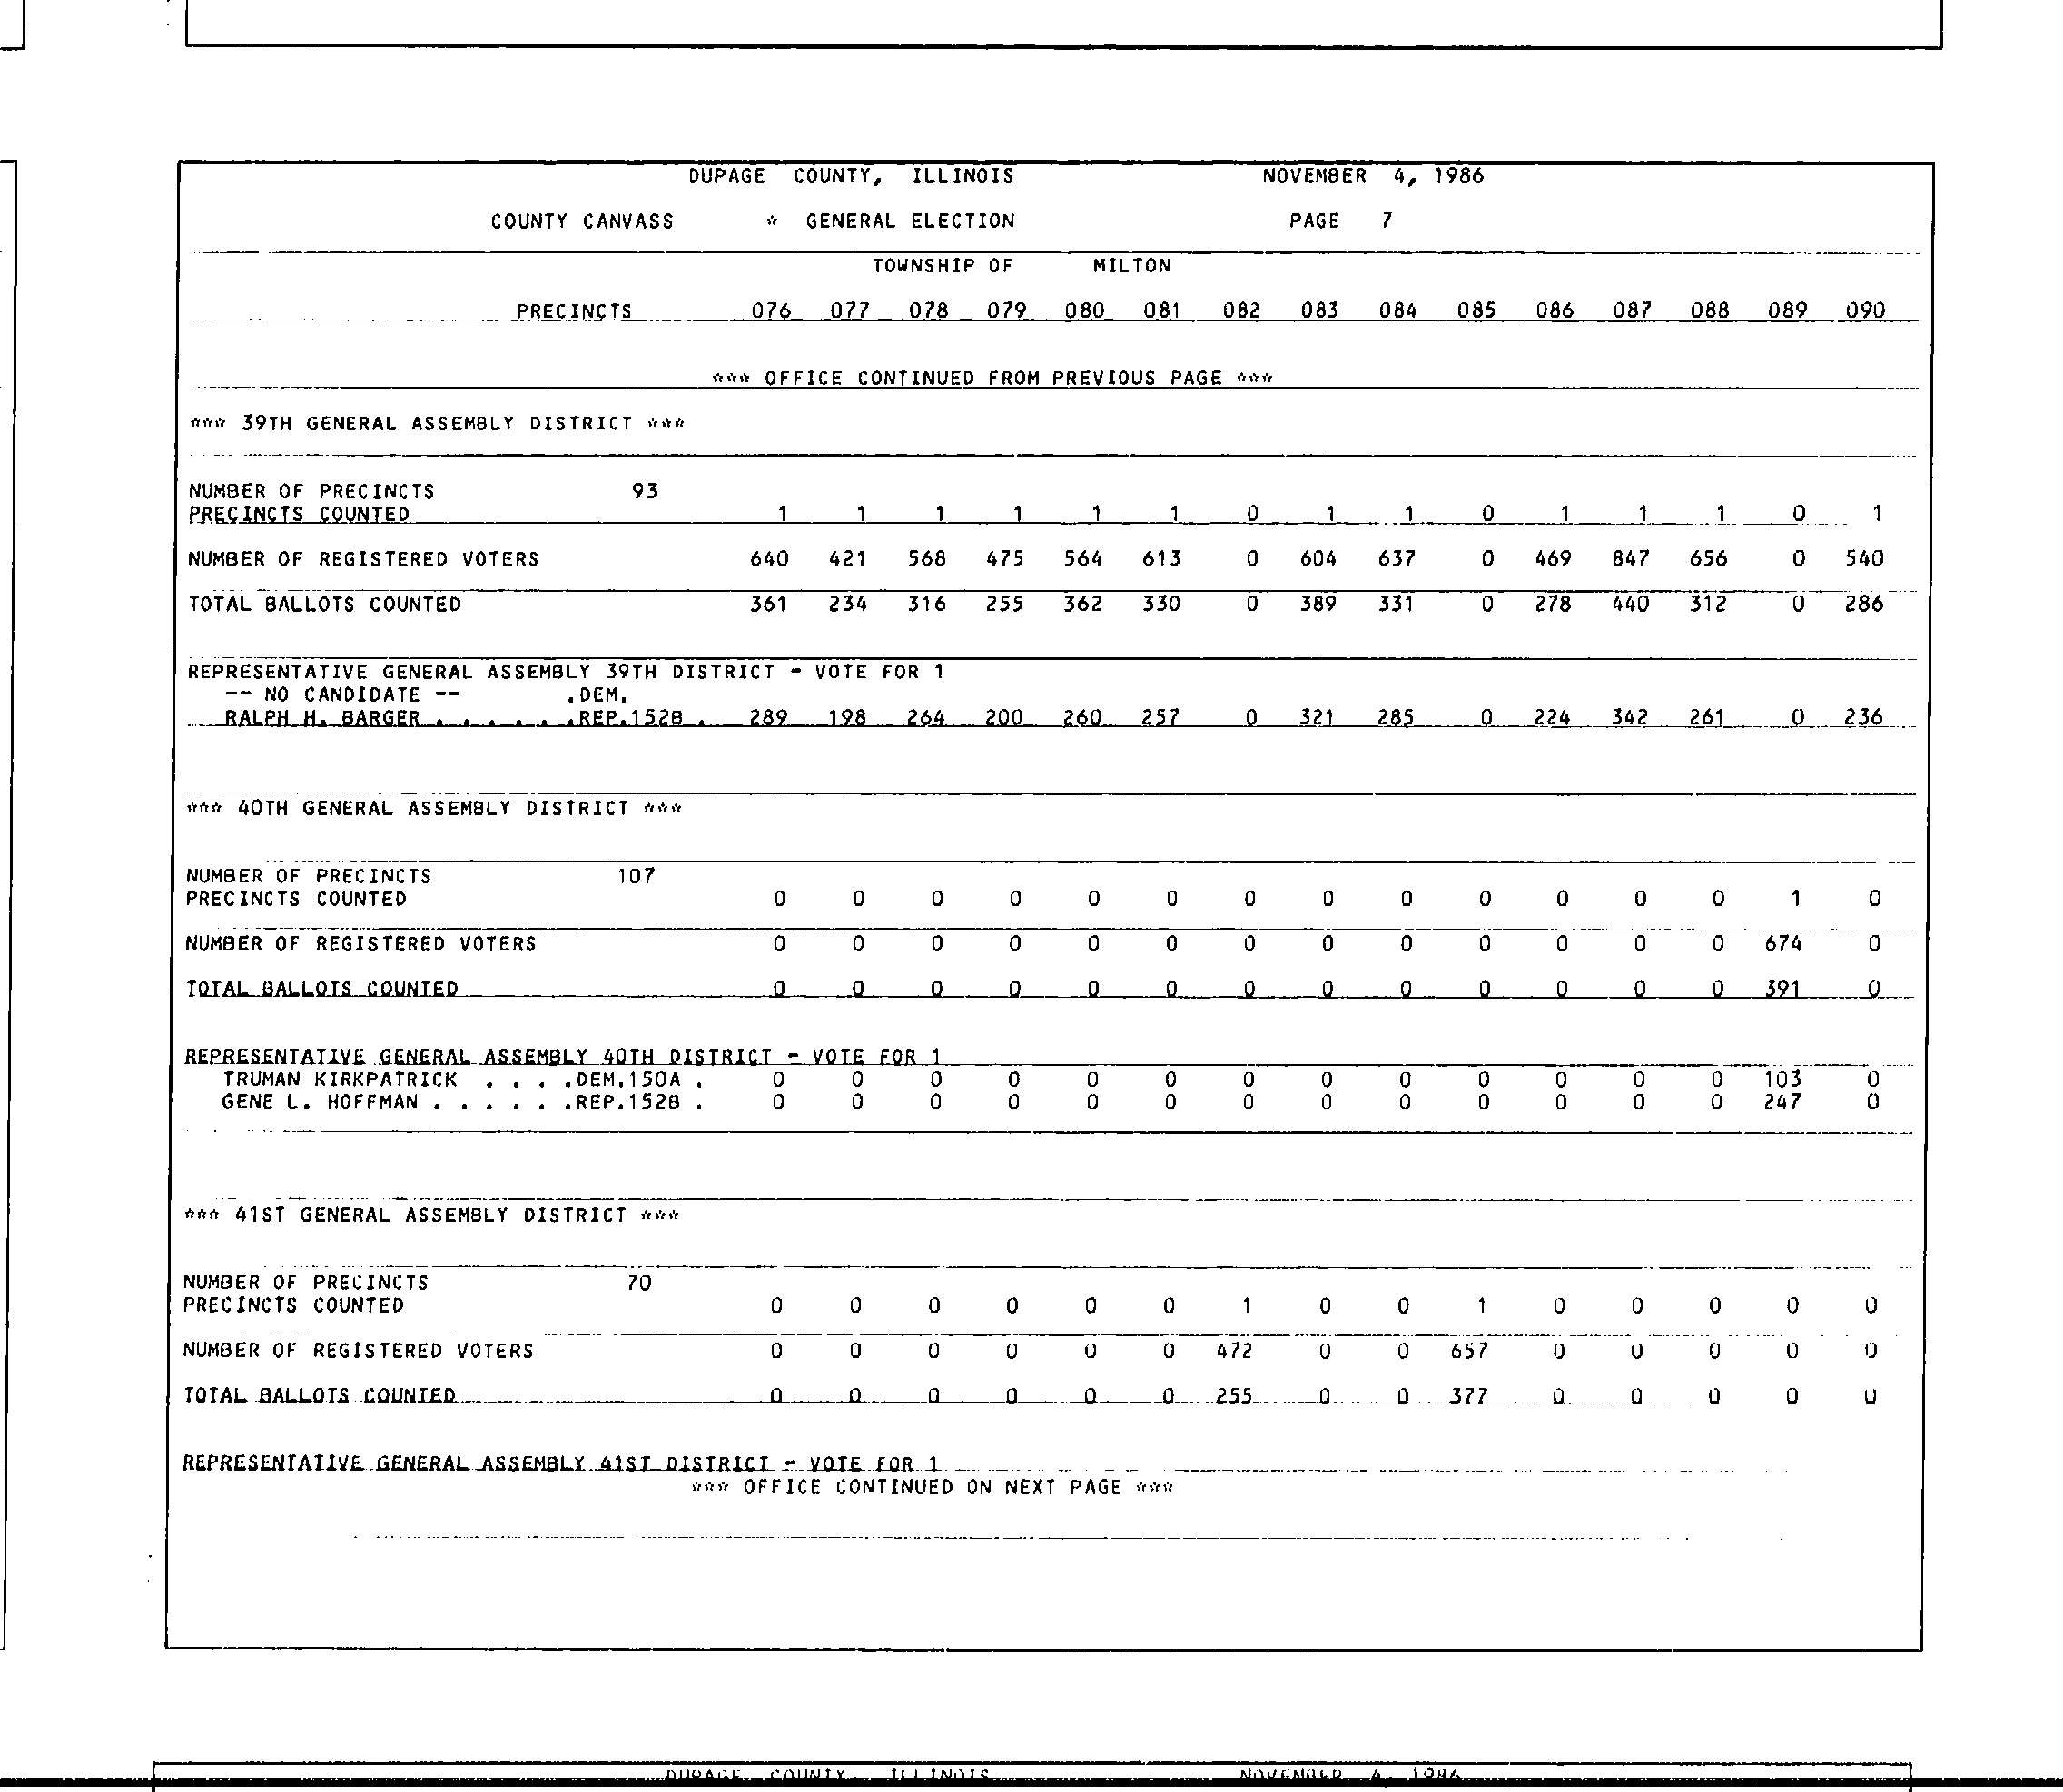 DUPAGE COUNTY, ILLINOIS NOVEMBER 4, 1986
COUNTY CANVASS * GENERAL ELECTION PAGE 7
TOWNSHIP OF MILTON
PRECINCTS 076 077 078 079 080 081 082 083 084 085 086 087 088 089 090
*** OFFICE CONTINUED FROM PREVIOUS PAGE ***
*** 39TH GENERAL ASSEMBLY DISTRICT ***
NUMBER OF PRECINCTS 93
PRECINCTS COUNTED 1 1 1 1 1 1 0 1 1 0 1 1 1 0 1
NUMBER OF REGISTERED VOTERS 640 421 568 475 564 613 0 604 637 0 469 847 656 0 540
TOTAL BALLOTS COUNTED 361 234 316 255 362 330 0 389 331 0 278 440 312 0 286
REPRESENTATIVE GENERAL ASSEMBLY 39TH DISTRICT - VOTE FOR 1
-- NO CANDIDATE -- .DEM.
RALPH H. BARGER . . . . . .REP.152B . 289 198 264 200 260 257 0 321 285 0 224 342 261 0 236
*** 40TH GENERAL ASSEMBLY DISTRICT ***
NUMBER OF PRECINCTS 107
PRECINCTS COUNTED 0 0 0 0 0 0 0 0 0 0 0 0 0 1 0
NUMBER OF REGISTERED VOTERS 0 0 0 0 0 0 0 0 0 0 0 0 0 674 0
TOTAL BALLOTS COUNTED 0 0 0 0 0 0 0 0 0 0 0 0 0 391 0
REPRESENTATIVE GENERAL ASSEMBLY 40TH DISTRICT - VOTE FOR 1
TRUMAN KIRKPATRICK . . . .DEM.150A . 0 0 0 0 0 0 0 0 0 0 0 0 0 103 0
GENE L. HOFFMAN . . . . . .REP.152B . 0 0 0 0 0 0 0 0 0 0 0 0 0 247 0
*** 41ST GENERAL ASSEMBLY DISTRICT ***
NUMBER OF PRECINCTS 70
PRECINCTS COUNTED 0 0 0 0 0 0 1 0 0 1 0 0 0 0 0
NUMBER OF REGISTERED VOTERS 0 0 0 0 0 0 472 0 0 657 0 0 0 0 0
TOTAL BALLOTS COUNTED 0 0 0 0 0 0 255 0 0 377 0 0 0 0 0
REPRESENTATIVE GENERAL ASSEMBLY 41ST DISTRICT - VOTE FOR 1
*** OFFICE CONTINUED ON NEXT PAGE ***
DUPAGE COUNTY, ILLINOIS NOVEMBER 4, 1986